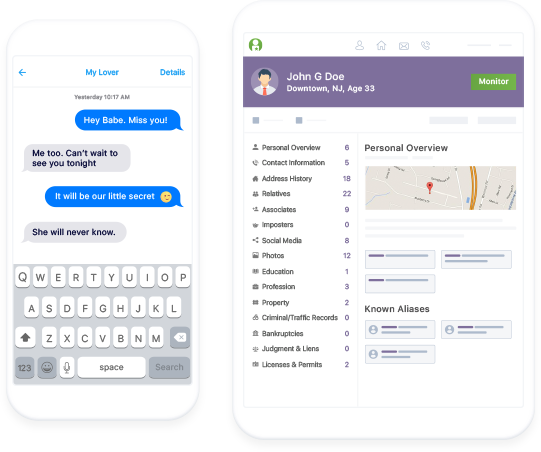 My Lover
Details
Yesterday 10:17 AM
Hey Babe. Miss you!
Me too. Can't wait to
see you tonight
It will be our little secret
She will never know.
Q W E R T Y U I O P
A S D F G H J K L
Z X C V B N M
123
space
Search
John G Doe
Downtown, NJ, Age 33
Monitor
Personal Overview 6
Contact Information 5
Address History 18
Relatives 22
Associates 9
Imposters 0
Social Media 8
Photos 12
Education 1
Profession 3
Property 2
Criminal/Traffic Records 0
Bankruptcies 0
Judgment & Liens 0
Licenses & Permits 2
Personal Overview
Known Aliases